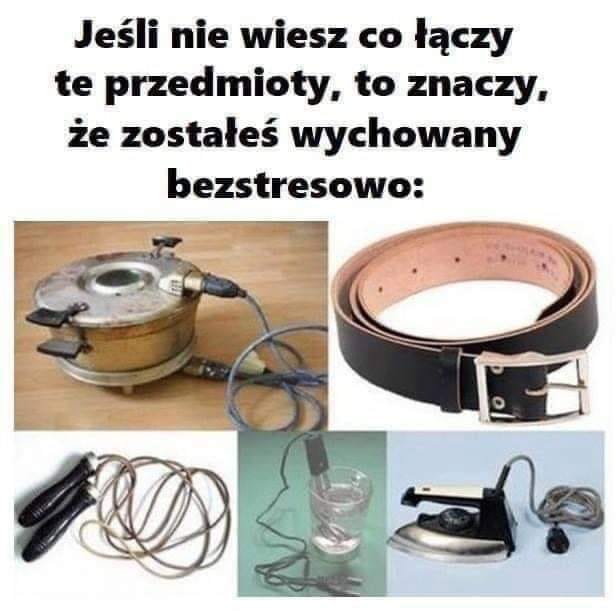 Jeśli nie wiesz co łączy
te przedmioty, to znaczy,
że zostałeś wychowany
bezstresowo: